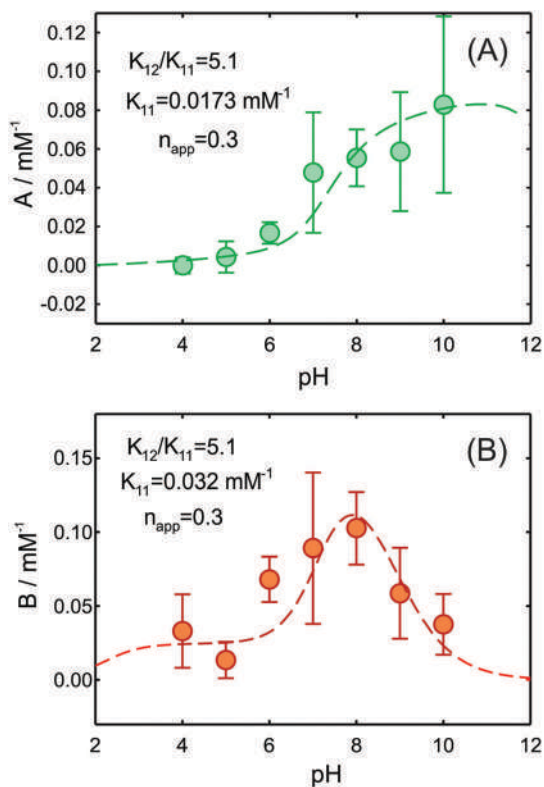 (A)
K12/K11=5.1
K11=0.0173 mM-1
napp=0.3
A / mM-1
0.12
0.10
0.08
0.06
0.04
0.02
0.00
-0.02
2 4 6 8 10 12
pH
(B)
K12/K11=5.1
K11=0.032 mM-1
napp=0.3
B / mM-1
0.15
0.10
0.05
0.00
2 4 6 8 10 12
pH